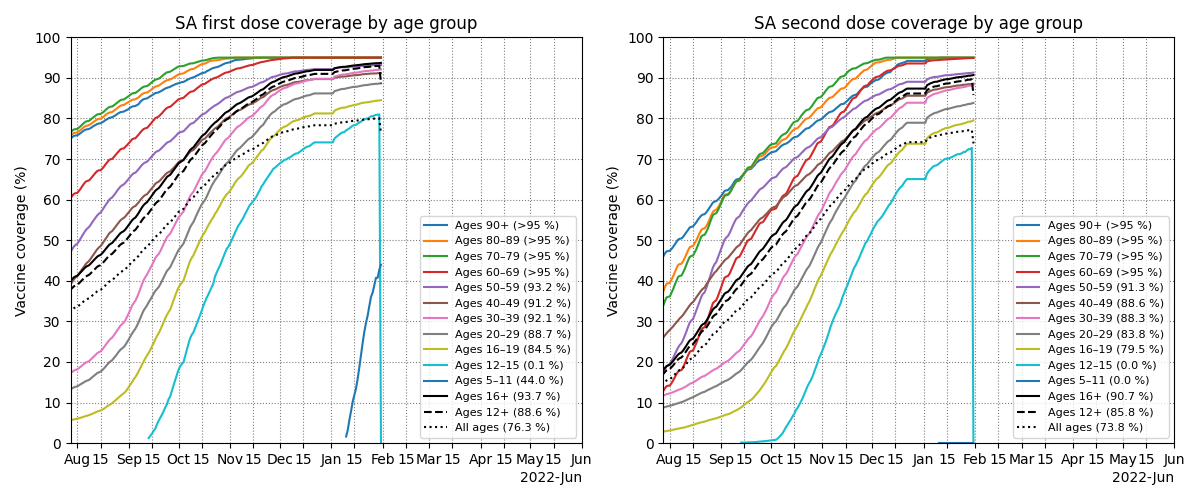 SA first dose coverage by age group
Vaccine coverage (%)
100
90
80
70
60
50
40
30
20
10
0
Ages 90+ (>95 %)
Ages 80–89 (>95 %)
Ages 70–79 (>95 %)
Ages 60–69 (>95 %)
Ages 50–59 (93.2 %)
Ages 40–49 (91.2 %)
Ages 30–39 (92.1 %)
Ages 20–29 (88.7 %)
Ages 16–19 (84.5 %)
Ages 12–15 (0.1 %)
Ages 5–11 (44.0 %)
Ages 16+ (93.7 %)
Ages 12+ (88.6 %)
All ages (76.3 %)
Aug 15 Sep 15 Oct 15 Nov 15 Dec 15 Jan 15 Feb 15 Mar 15 Apr 15 May 15 Jun
2022-Jun
SA second dose coverage by age group
Vaccine coverage (%)
100
90
80
70
60
50
40
30
20
10
0
Ages 90+ (>95 %)
Ages 80–89 (>95 %)
Ages 70–79 (>95 %)
Ages 60–69 (>95 %)
Ages 50–59 (91.3 %)
Ages 40–49 (88.6 %)
Ages 30–39 (88.3 %)
Ages 20–29 (83.8 %)
Ages 16–19 (79.5 %)
Ages 12–15 (0.0 %)
Ages 5–11 (0.0 %)
Ages 16+ (90.7 %)
Ages 12+ (85.8 %)
All ages (73.8 %)
Aug 15 Sep 15 Oct 15 Nov 15 Dec 15 Jan 15 Feb 15 Mar 15 Apr 15 May 15 Jun
2022-Jun